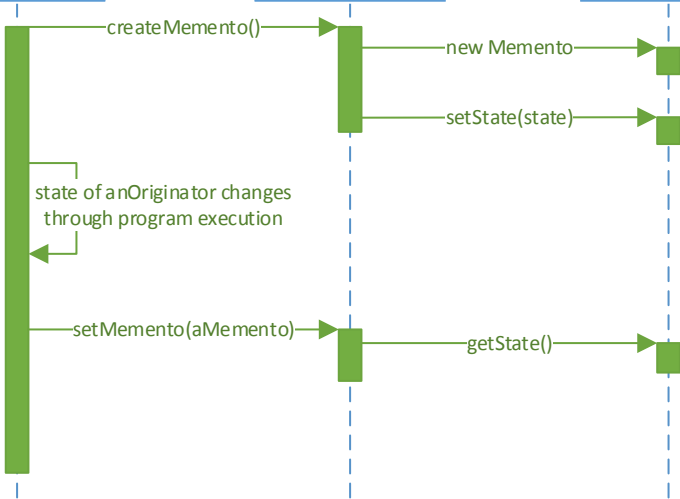 createMemento()
new Memento
setState(state)
state of anOriginator changes
through program execution
setMemento(aMemento)
getState()